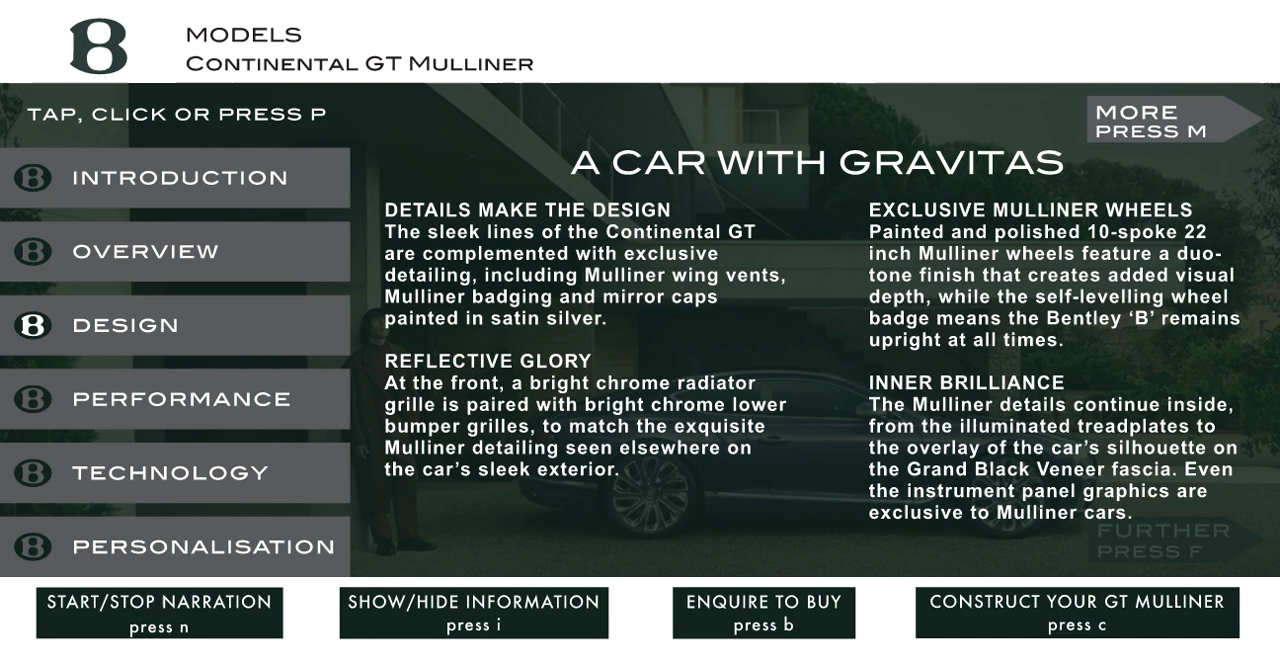 B
MODELS
CONTINENTAL GT MULLINER
TAP, CLICK OR PRESS P
MORE
PRESS M
B INTRODUCTION
B OVERVIEW
B DESIGN
B PERFORMANCE
B TECHNOLOGY
B PERSONALISATION
A CAR WITH GRAVITAS
DETAILS MAKE THE DESIGN
The sleek lines of the Continental GT
are complemented with exclusive
detailing, including Mulliner wing vents,
Mulliner badging and mirror caps
painted in satin silver.
REFLECTIVE GLORY
At the front, a bright chrome radiator
grille is paired with bright chrome lower
bumper grilles, to match the exquisite
Mulliner detailing seen elsewhere on
the car’s sleek exterior.
EXCLUSIVE MULLINER WHEELS
Painted and polished 10-spoke 22
inch Mulliner wheels feature a duo-
tone finish that creates added visual
depth, while the self-levelling wheel
badge means the Bentley ‘B’ remains
upright at all times.
INNER BRILLIANCE
The Mulliner details continue inside,
from the illuminated treadplates to
the overlay of the car’s silhouette on
the Grand Black Veneer fascia. Even
the instrument panel graphics are
exclusive to Mulliner cars.
FURTHER
PRESS F
START/STOP NARRATION
press n
SHOW/HIDE INFORMATION
press i
ENQUIRE TO BUY
press b
CONSTRUCT YOUR GT MULLINER
press c